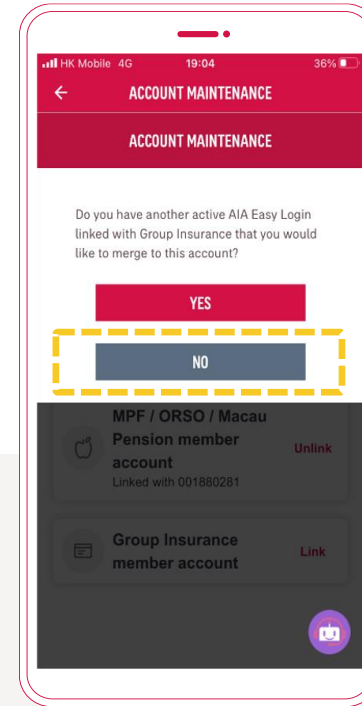 HK Mobile 4G 19:04 36%
ACCOUNT MAINTENANCE
ACCOUNT MAINTENANCE
Do you have another active AIA Easy Login
linked with Group Insurance that you would
like to merge to this account?
YES
NO
MPF / ORSO / Macau
Pension member
account
Unlink
Linked with 001880281
Group Insurance
member account
Link